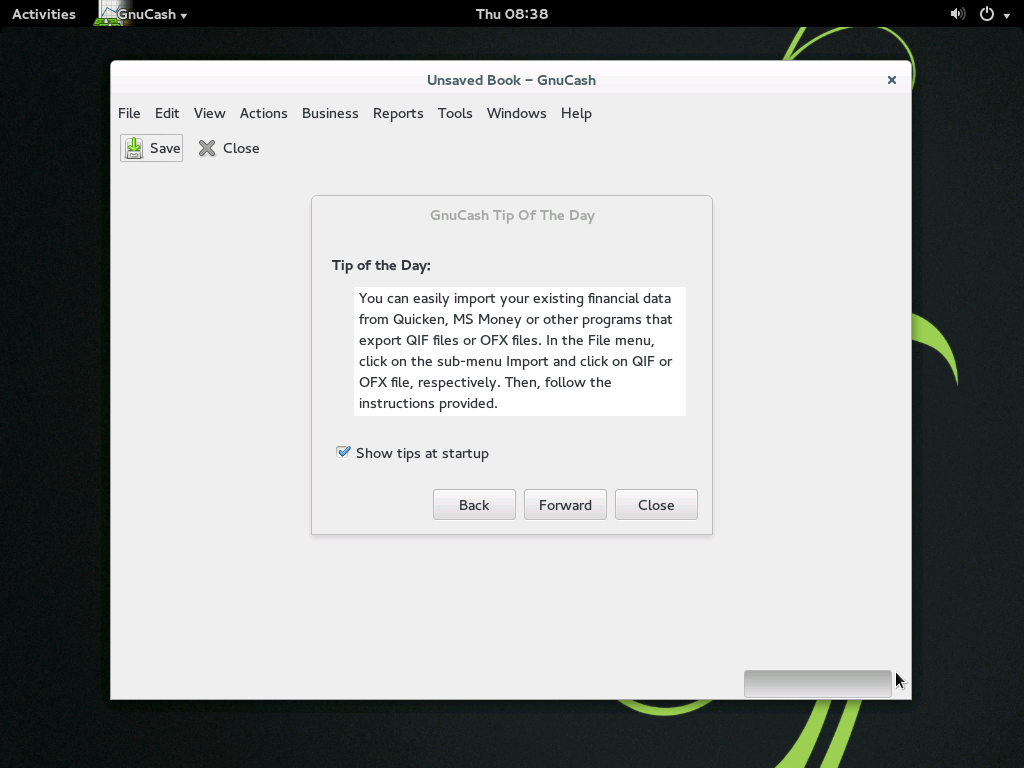 Activities GnuCash Thu 08:38
Unsaved Book – GnuCash
File Edit View Actions Business Reports Tools Windows Help
Save Close
GnuCash Tip Of The Day
Tip of the Day:
You can easily import your existing financial data
from Quicken, MS Money or other programs that
export QIF files or OFX files. In the File menu,
click on the sub-menu Import and click on QIF or
OFX file, respectively. Then, follow the
instructions provided.
Show tips at startup
Back Forward Close